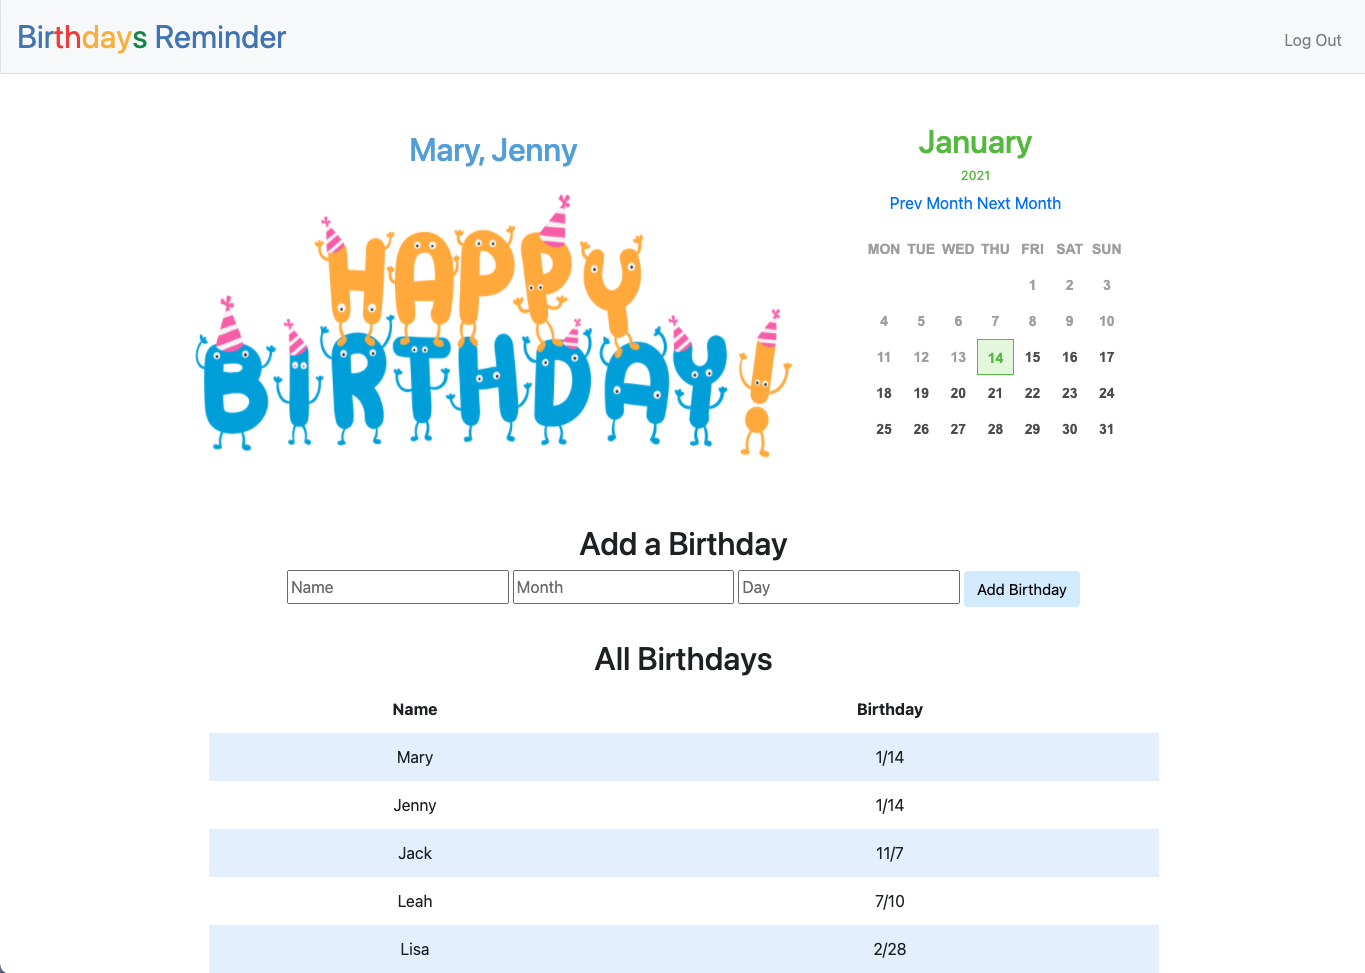 Birthdays Reminder
Log Out
Mary, Jenny
HAPPY
BIRTHDAY!
January
2021
Prev Month Next Month
MON TUE WED THU FRI SAT SUN
1 2 3
4 5 6 7 8 9 10
11 12 13 14 15 16 17
18 19 20 21 22 23 24
25 26 27 28 29 30 31
Add a Birthday
Name Month Day Add Birthday
All Birthdays
Name Birthday
Mary 1/14
Jenny 1/14
Jack 11/7
Leah 7/10
Lisa 2/28